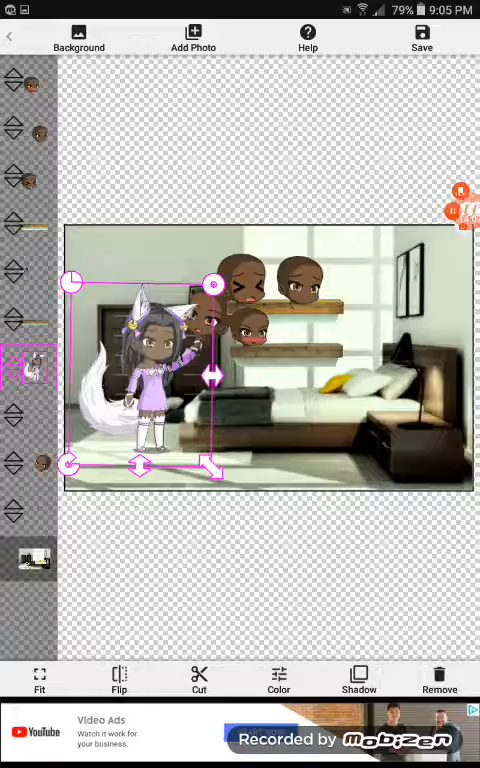 79% 9:05 PM
Background
Add Photo
Help
Save
Fit
Flip
Cut
Color
Shadow
Remove
YouTube
Video Ads
Watch it work for
your business.
Recorded by mobizen